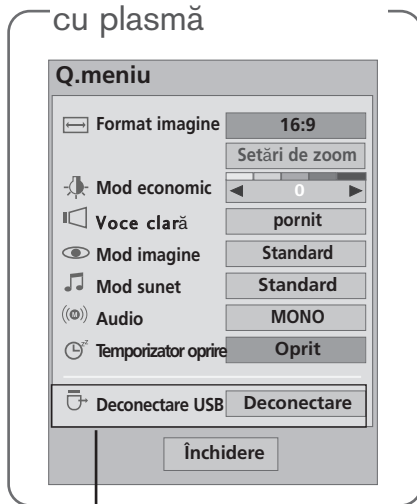 cu plasmă
Q.meniu
Format imagine 16:9
Setări de zoom
Mod economic 0
Voce clară pornit
Mod imagine Standard
Mod sunet Standard
Audio MONO
Temporizator oprire Oprit
Deconectare USB Deconectare
Închidere